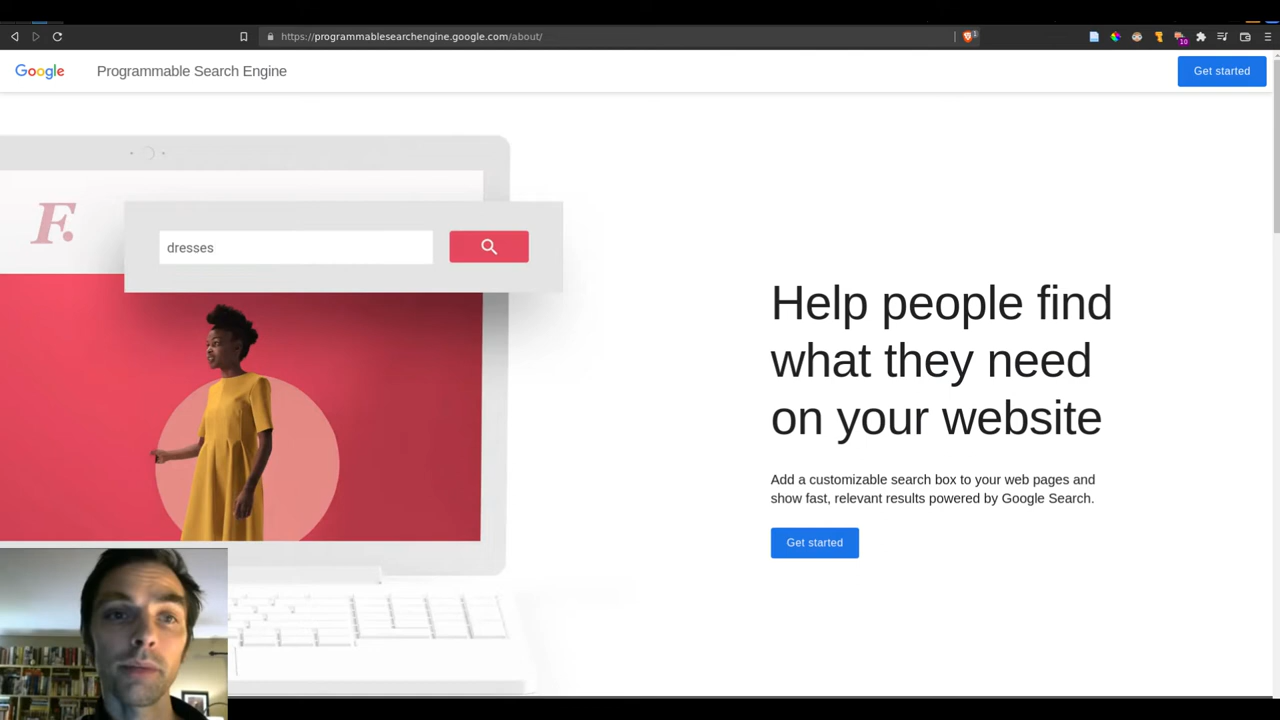 https://programmablesearchengine.google.com/about/
1
10
Google Programmable Search Engine
Get started
F.
dresses
Help people find
what they need
on your website
Add a customizable search box to your web pages and
show fast, relevant results powered by Google Search.
Get started